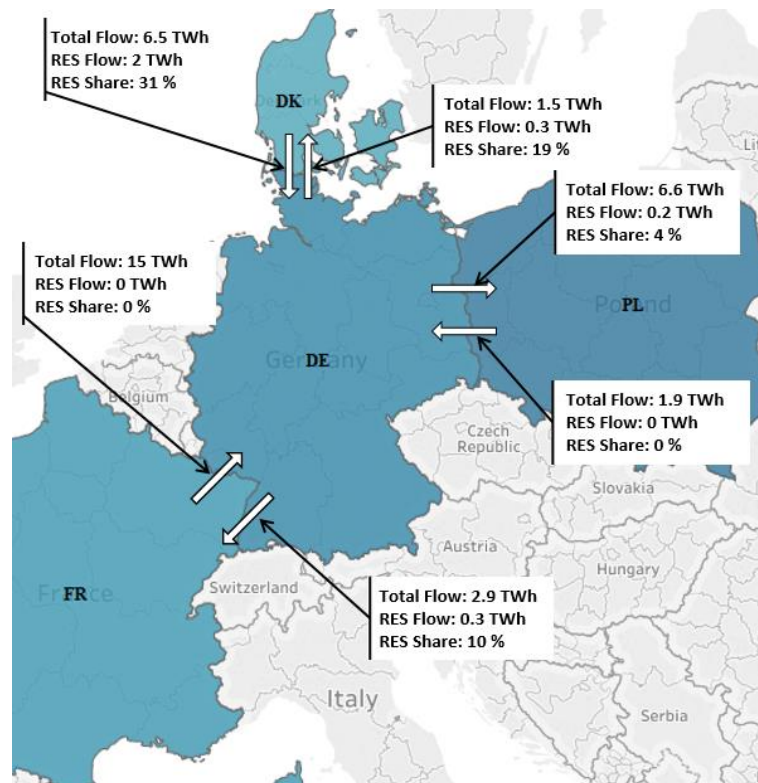 Total Flow: 6.5 TWh
RES Flow: 2 TWh
RES Share: 31 %
DK
Total Flow: 1.5 TWh
RES Flow: 0.3 TWh
RES Share: 19 %
Total Flow: 6.6 TWh
RES Flow: 0.2 TWh
RES Share: 4 %
Total Flow: 15 TWh
RES Flow: 0 TWh
RES Share: 0 %
Poland
PL
Germany
DE
Belgium
Total Flow: 1.9 TWh
RES Flow: 0 TWh
RES Share: 0 %
Czech
Republic
Slovakia
Austria
Hungary
Switzerland
France
FR
Total Flow: 2.9 TWh
RES Flow: 0.3 TWh
RES Share: 10 %
Italy
Serbia